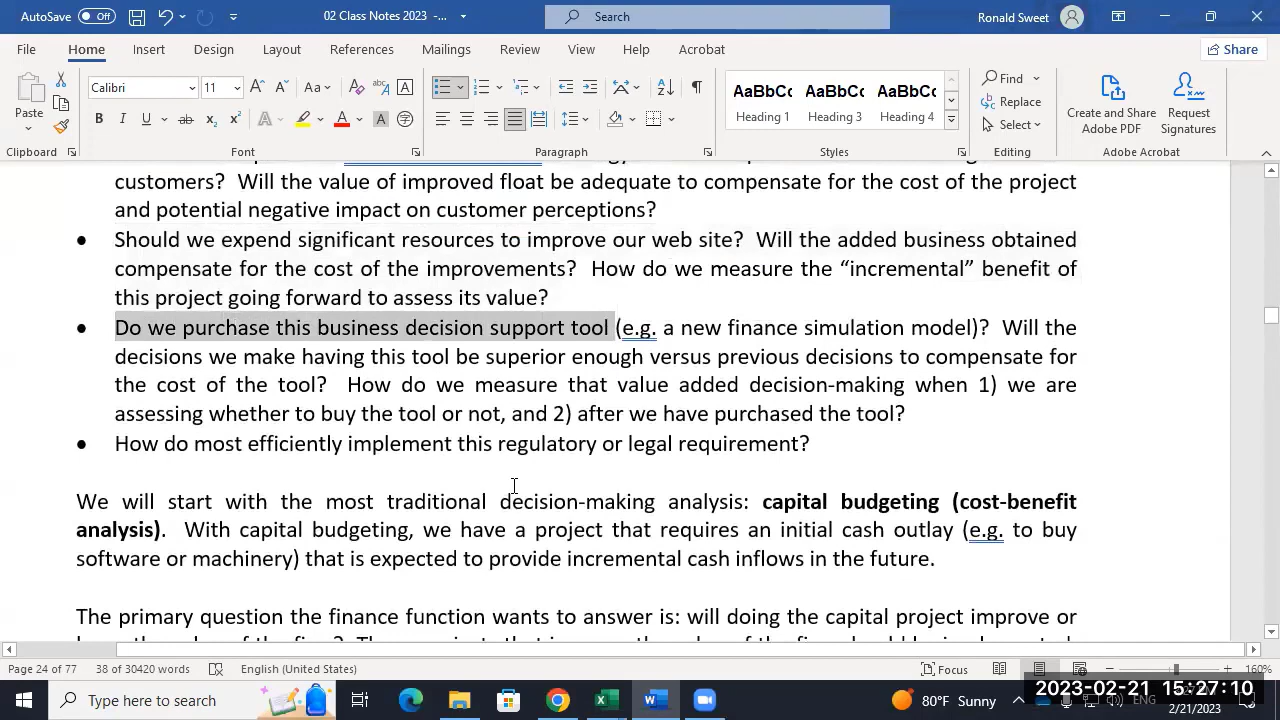 AutoSave Off 02 Class Notes 2023 -... Search Ronald Sweet
File Home Insert Design Layout References Mailings Review View Help Acrobat Share
Paste Calibri 11 Find Replace Select
AaBbCc AaBbCc AaBbCc
Heading 1 Heading 3 Heading 4
Create and Share Adobe PDF
Request Signatures
Clipboard Font Paragraph Styles Editing Adobe Acrobat
customers? Will the value of improved float be adequate to compensate for the cost of the project
and potential negative impact on customer perceptions?
• Should we expend significant resources to improve our web site? Will the added business obtained
compensate for the cost of the improvements? How do we measure the “incremental” benefit of
this project going forward to assess its value?
• Do we purchase this business decision support tool (e.g. a new finance simulation model)? Will the
decisions we make having this tool be superior enough versus previous decisions to compensate for
the cost of the tool? How do we measure that value added decision-making when 1) we are
assessing whether to buy the tool or not, and 2) after we have purchased the tool?
• How do most efficiently implement this regulatory or legal requirement?
We will start with the most traditional decision-making analysis: capital budgeting (cost-benefit
analysis). With capital budgeting, we have a project that requires an initial cash outlay (e.g. to buy
software or machinery) that is expected to provide incremental cash inflows in the future.
The primary question the finance function wants to answer is: will doing the capital project improve or
Page 24 of 77 38 of 30420 words English (United States) Focus 160%
Type here to search 80°F Sunny ENG
2023-02-21 15:27:10
2/21/2023